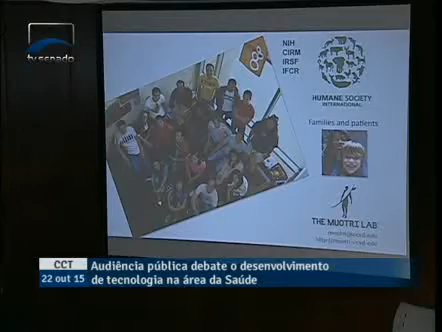 tv senado
NIH
CIRM
IRSF
IFCR
HUMANE SOCIETY
INTERNATIONAL
Families and patients
THE MUOTRI LAB
CCT
Audiência pública debate o desenvolvimento
22 out 15
de tecnologia na área da Saúde